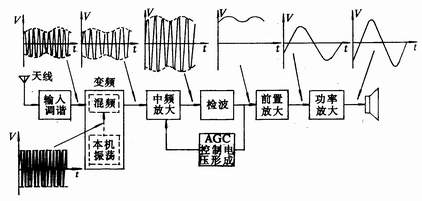 V V V V V V
t t t t t t
天线
变频
输入
调谐
混频
本机
振荡
中频
放大
检波
前置
放大
功率
放大
AGC
控制电
压形成
V
t